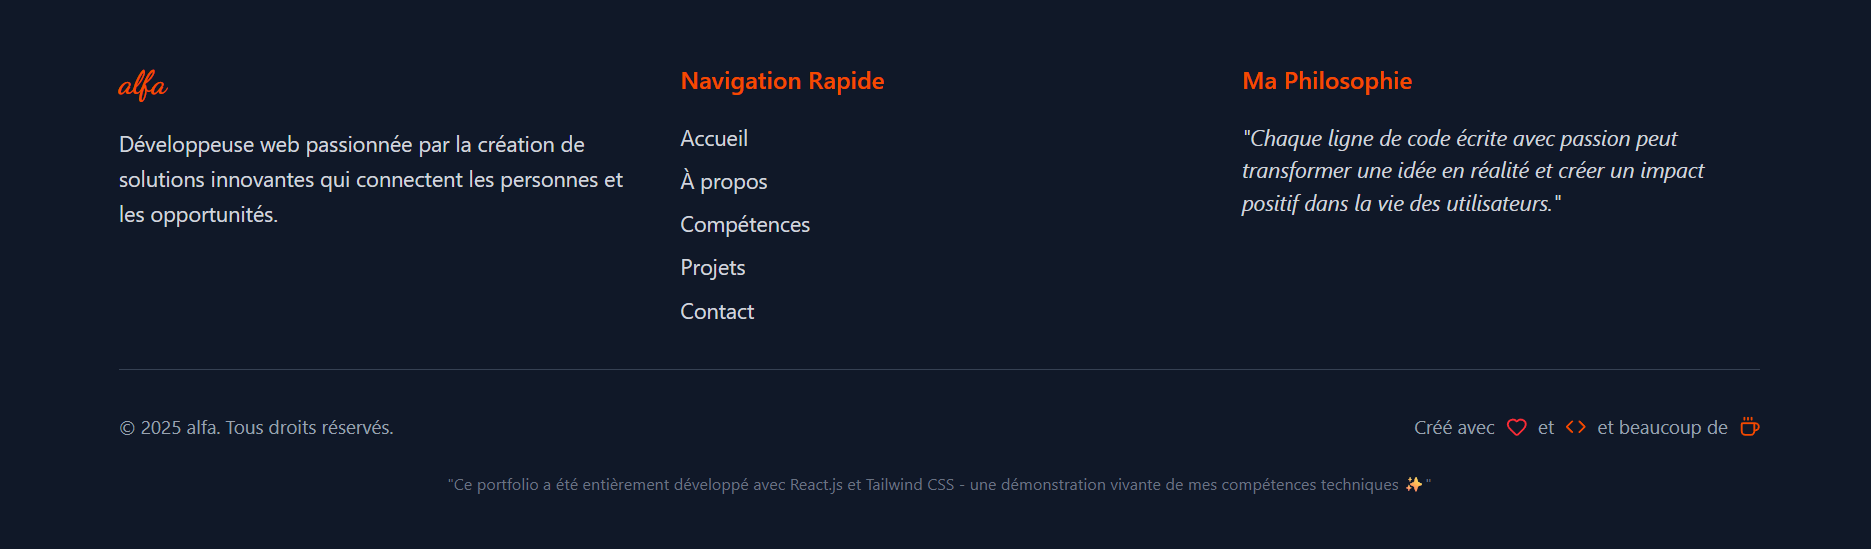 alfa
Développeuse web passionnée par la création de
solutions innovantes qui connectent les personnes et
les opportunités.
Navigation Rapide
Accueil
À propos
Compétences
Projets
Contact
Ma Philosophie
"Chaque ligne de code écrite avec passion peut
transformer une idée en réalité et créer un impact
positif dans la vie des utilisateurs."
© 2025 alfa. Tous droits réservés.
Créé avec et <> et beaucoup de
"Ce portfolio a été entièrement développé avec React.js et Tailwind CSS - une démonstration vivante de mes compétences techniques ✨"